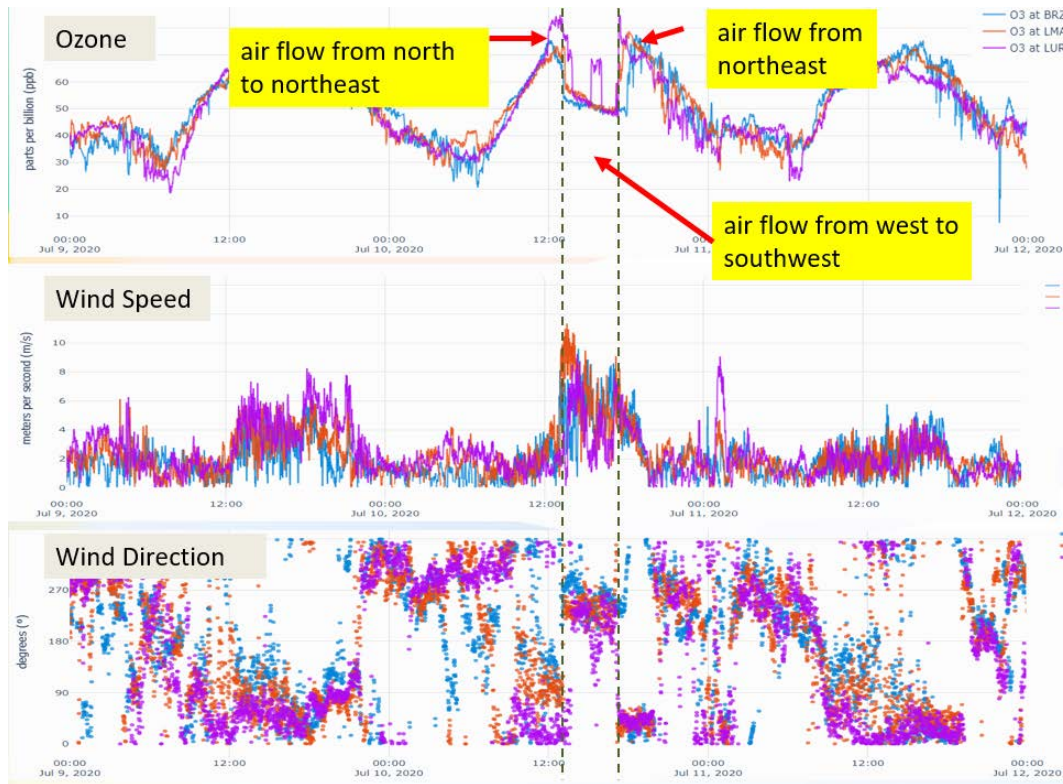 Ozone
air flow from north
to northeast
air flow from
northeast
O3 at BRZ
O3 at LMA
O3 at LUR
parts per billion (ppb)
60
50
40
30
20
10
air flow from west to
southwest
00:00 12:00 00:00 12:00 00:00 12:00 00:00
Jul 9, 2020 Jul 10, 2020 Jul 11, Jul 12, 2020
Wind Speed
meters per second (m/s)
10
8
6
4
2
0
00:00 12:00 00:00 12:00 00:00 12:00 00:00
Jul 9, 2020 Jul 10, 2020 Jul 11, 2020 Jul 12, 2020
Wind Direction
degrees (°)
270
180
90
0
00:00 12:00 00:00 12:00 00:00 12:00 00:00
Jul 9, 2020 Jul 10, 2020 Jul 11, 2020 Jul 12, 2020